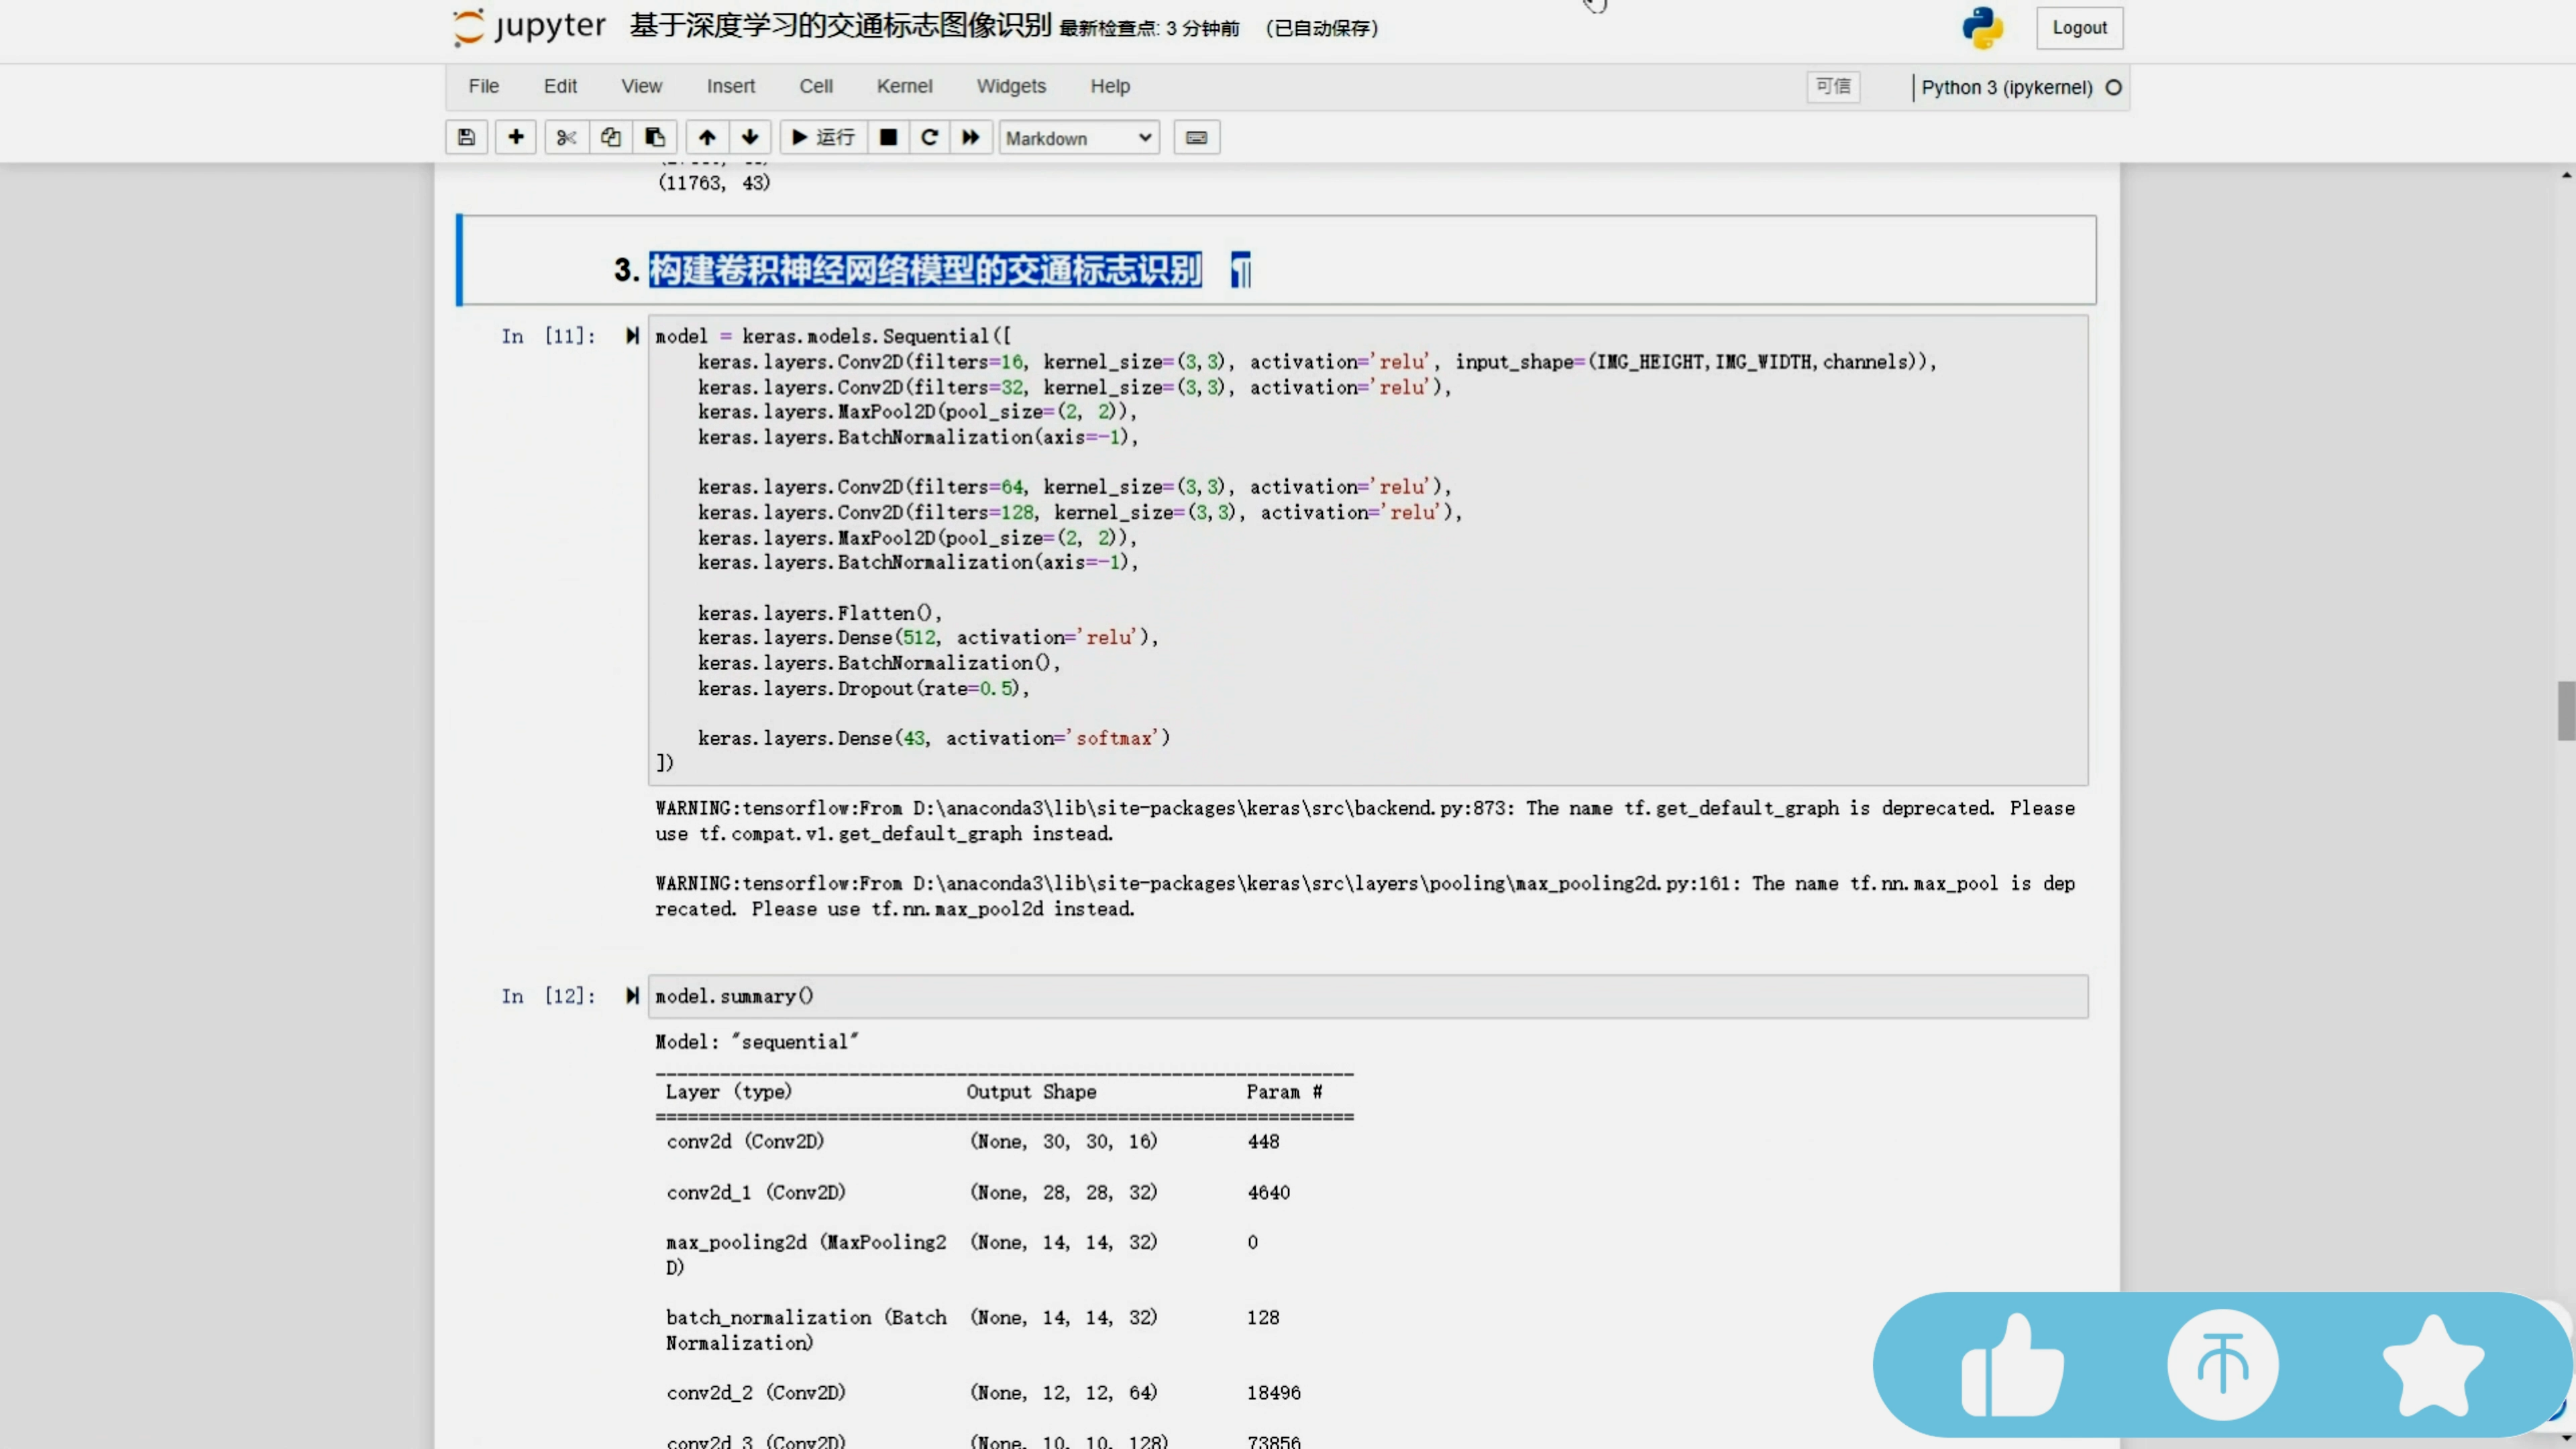 jupyter 基于深度学习的交通标志图像识别 最新检查点: 3 分钟前 (已自动保存) Logout
File Edit View Insert Cell Kernel Widgets Help 可信 Python 3 (ipykernel)
运行 Markdown
(11763, 43)
3. 构建卷积神经网络模型的交通标志识别 ¶
In [11]: model = keras.models.Sequential([
keras.layers.Conv2D(filters=16, kernel_size=(3,3), activation='relu', input_shape=(IMG_HEIGHT,IMG_WIDTH,channels)),
keras.layers.Conv2D(filters=32, kernel_size=(3,3), activation='relu'),
keras.layers.MaxPool2D(pool_size=(2, 2)),
keras.layers.BatchNormalization(axis=-1),
keras.layers.Conv2D(filters=64, kernel_size=(3,3), activation='relu'),
keras.layers.Conv2D(filters=128, kernel_size=(3,3), activation='relu'),
keras.layers.MaxPool2D(pool_size=(2, 2)),
keras.layers.BatchNormalization(axis=-1),
keras.layers.Flatten(),
keras.layers.Dense(512, activation='relu'),
keras.layers.BatchNormalization(),
keras.layers.Dropout(rate=0.5),
keras.layers.Dense(43, activation='softmax')
])
WARNING:tensorflow:From D:\anaconda3\lib\site-packages\keras\src\backend.py:873: The name tf.get_default_graph is deprecated. Please
use tf.compat.v1.get_default_graph instead.
WARNING:tensorflow:From D:\anaconda3\lib\site-packages\keras\src\layers\pooling\max_pooling2d.py:161: The name tf.nn.max_pool is dep
recated. Please use tf.nn.max_pool2d instead.
In [12]: model.summary()
Model: "sequential"
Layer (type) Output Shape Param #
conv2d (Conv2D) (None, 30, 30, 16) 448
conv2d_1 (Conv2D) (None, 28, 28, 32) 4640
max_pooling2d (MaxPooling2 (None, 14, 14, 32) 0
D)
batch_normalization (Batch (None, 14, 14, 32) 128
Normalization)
conv2d_2 (Conv2D) (None, 12, 12, 64) 18496
conv2d_3 (Conv2D) (None, 10, 10, 128) 73856